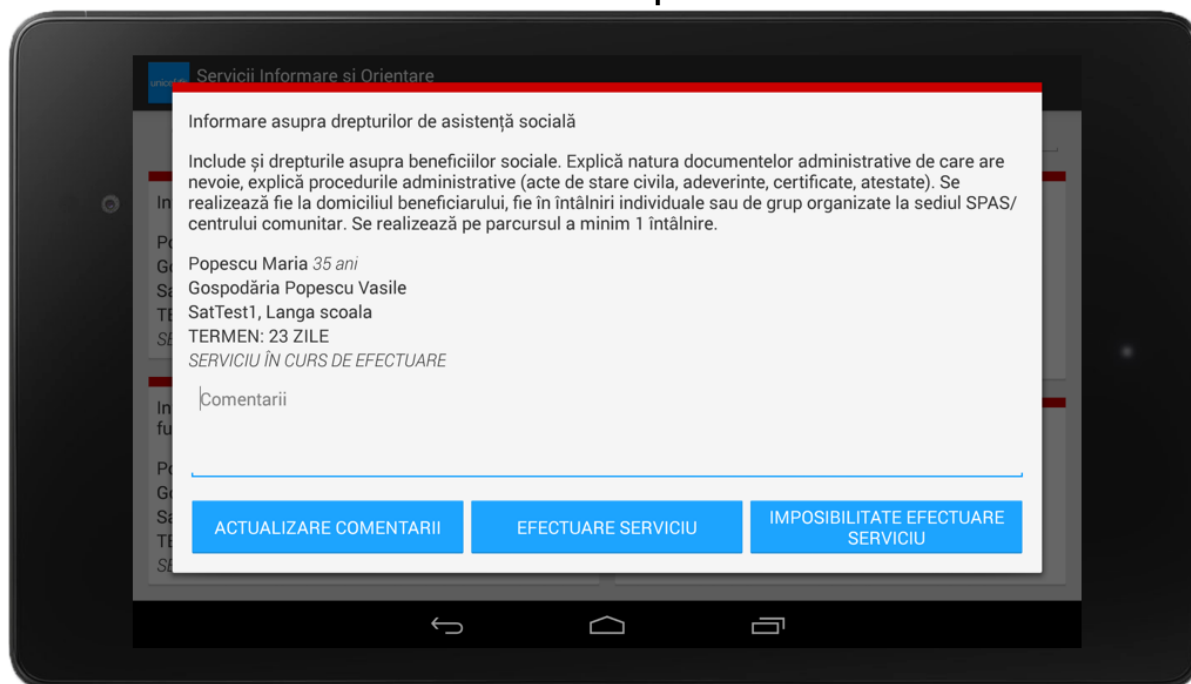 Servicii Informare si Orientare
Informare asupra drepturilor de asistență socială
Include și drepturile asupra beneficiilor sociale. Explică natura documentelor administrative de care are
nevoie, explică procedurile administrative (acte de stare civila, adeverinte, certificate, atestate). Se
realizează fie la domiciliul beneficiarului, fie în întâlniri individuale sau de grup organizate la sediul SPAS/
centrului comunitar. Se realizează pe parcursul a minim 1 întâlnire.
Popescu Maria 35 ani
Gospodăria Popescu Vasile
SatTest1, Langa scoala
TERMEN: 23 ZILE
SERVICIU ÎN CURS DE EFECTUARE
Comentarii
ACTUALIZARE COMENTARII
EFECTUARE SERVICIU
IMPOSIBILITATE EFECTUARE
SERVICIU